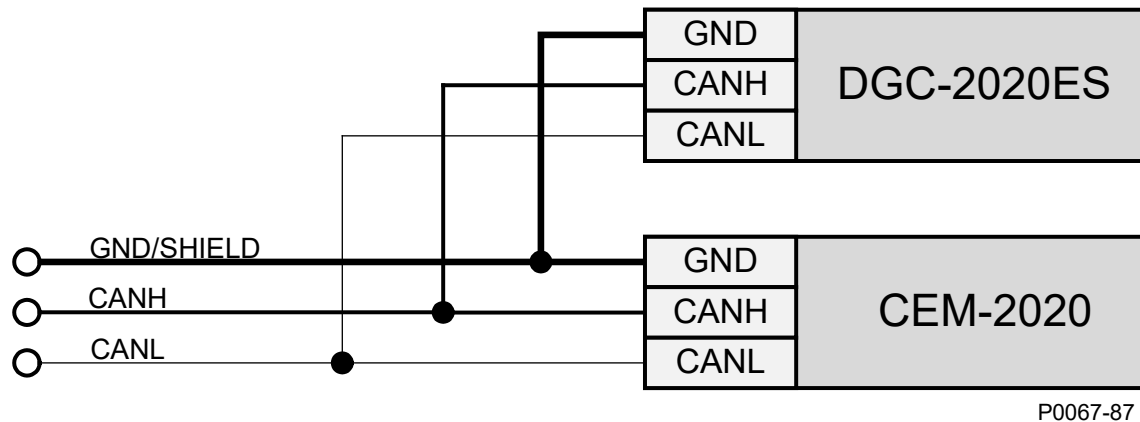 GND
CANH
CANL
DGC-2020ES
GND/SHIELD
CANH
CANL
GND
CANH
CANL
CEM-2020
P0067-87